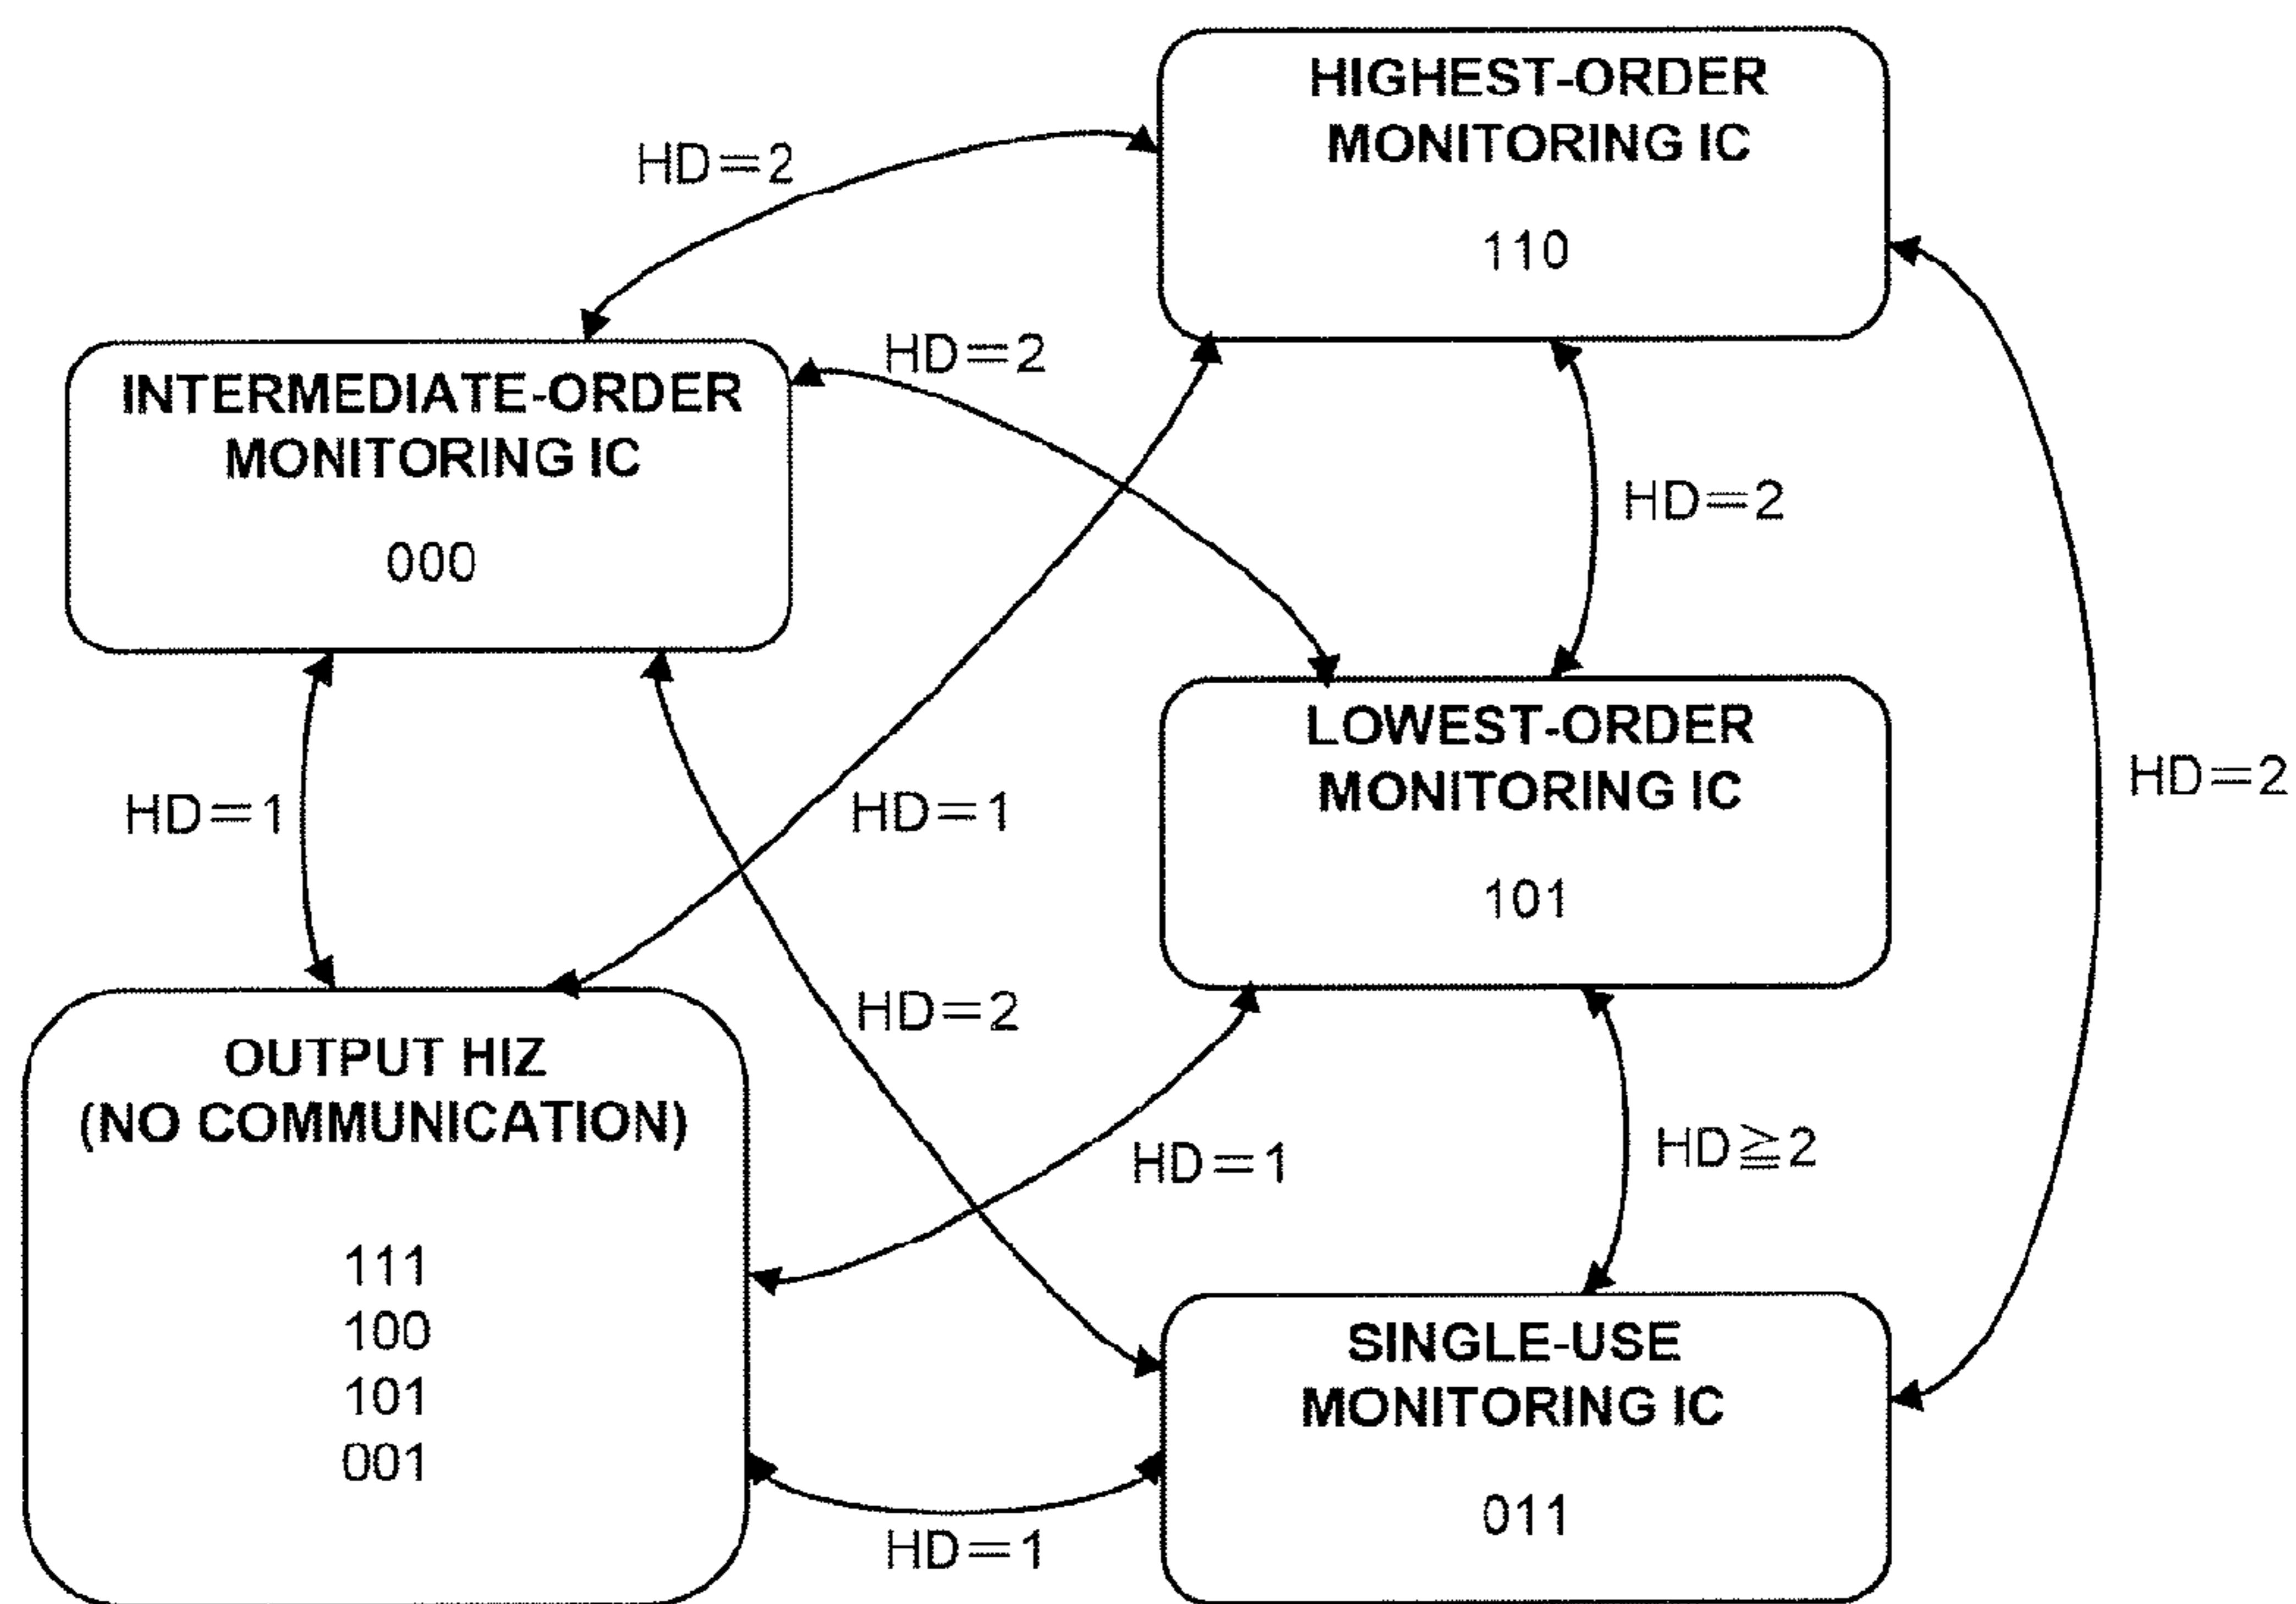 HIGHEST-ORDER
MONITORING IC
110
HD=2
INTERMEDIATE-ORDER
MONITORING IC
000
HD=2
HD=2
LOWEST-ORDER
MONITORING IC
101
HD=2
HD=1
HD=1
HD=2
OUTPUT HIZ
(NO COMMUNICATION)
111
100
101
001
HD=1
HD≧2
SINGLE-USE
MONITORING IC
011
HD=1